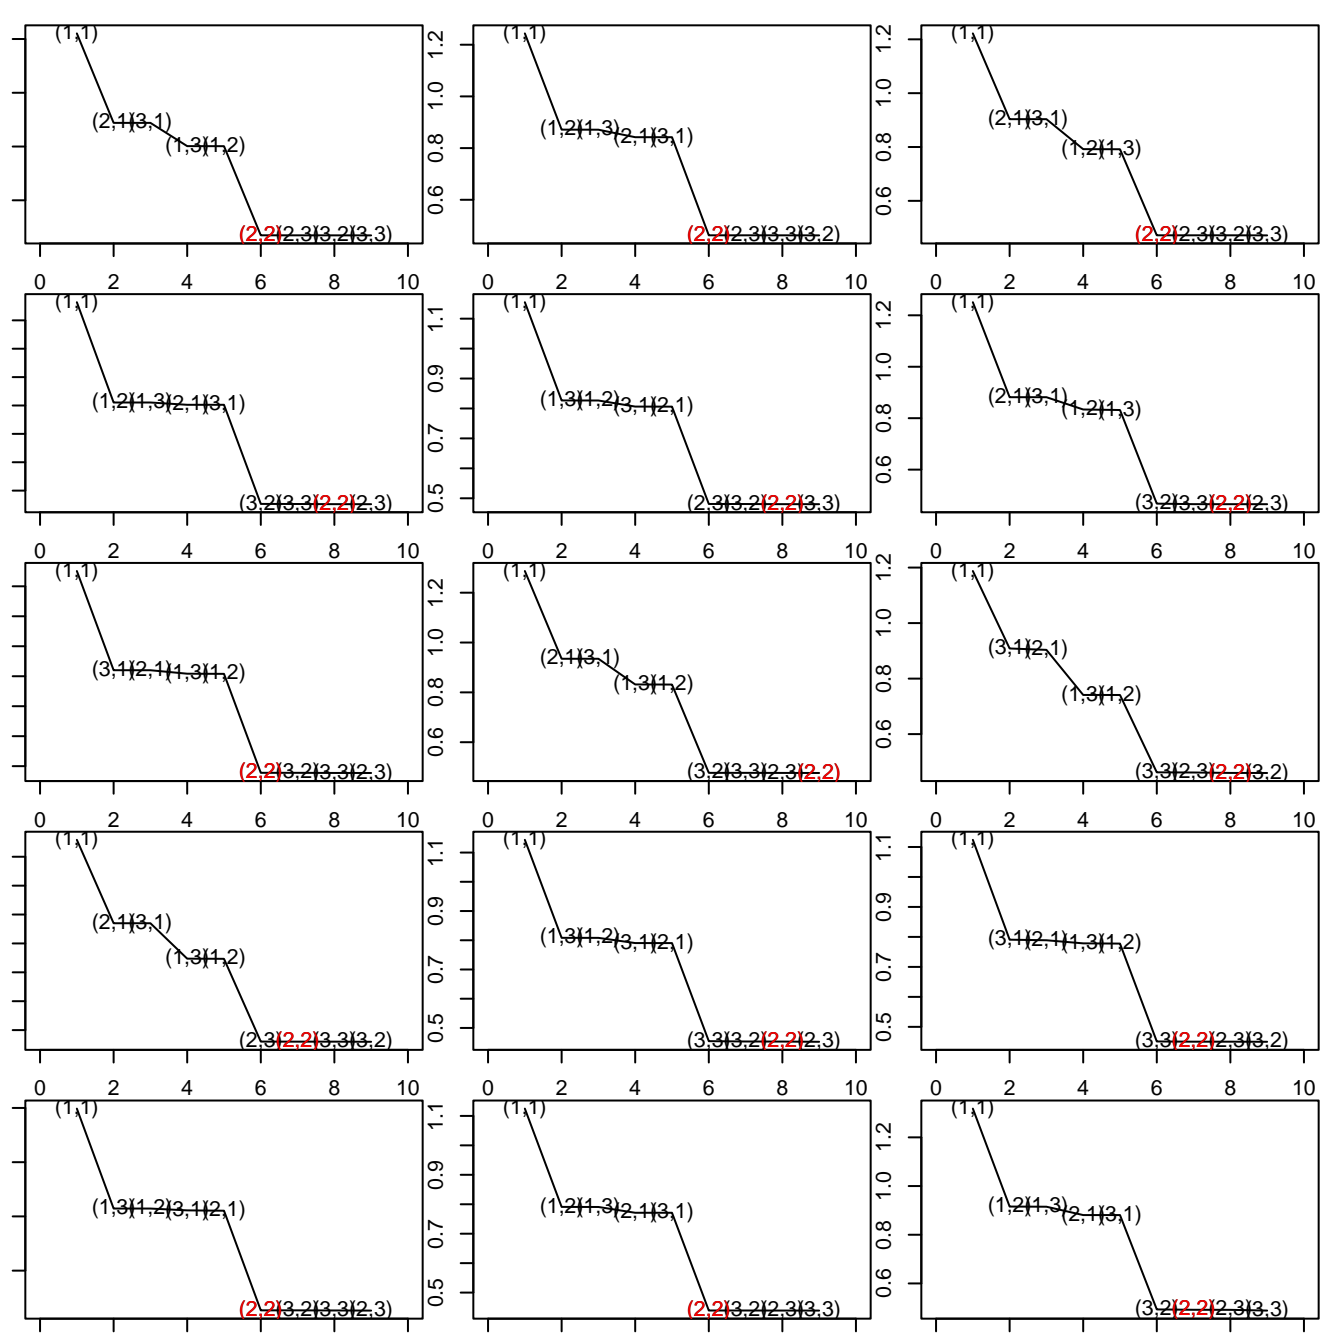 (1,1) 1.2 (1,1) 1.2 (1,1)
1.0 1.0
(2,1) (3,1) (1,2) (1,3) (2,1) (3,1) (2,1) (3,1)
(1,3) (1,2) 0.8 0.8 (1,2) (1,3)
0.6 0.6
(2,2) (2,3) (3,2) (3,3) (2,2) (2,3) (3,3) (3,2) (2,2) (2,3) (3,2) (3,3)
0 2 4 6 8 10 0 2 4 6 8 10 0 2 4 6 8 10
(1,1) 1.1 (1,1) 1.2 (1,1)
0.9 1.0
(1,2) (1,3) (2,1) (3,1) (1,3) (1,2) (3,1) (2,1) (2,1) (3,1) (1,2) (1,3)
0.7 0.8
0.5 0.6
(3,2) (3,3) (2,2) (2,3) (2,3) (3,2) (2,2) (3,3) (3,2) (3,3) (2,2) (2,3)
0 2 4 6 8 10 0 2 4 6 8 10 0 2 4 6 8 10
(1,1) 1.2 (1,1) 1.2 (1,1)
1.0 1.0
(3,1) (2,1) (1,3) (1,2) (2,1) (3,1) (3,1) (2,1)
0.8 (1,3) (1,2) 0.8 (1,3) (1,2)
0.6 0.6
(2,2) (3,2) (3,3) (2,3) (3,2) (3,3) (2,3) (2,2) (3,3) (2,3) (2,2) (3,2)
0 2 4 6 8 10 0 2 4 6 8 10 0 2 4 6 8 10
(1,1) 1.1 (1,1) 1.1 (1,1)
(2,1) (3,1) 0.9 0.9
(1,3) (1,2) (1,3) (1,2) (3,1) (2,1) (3,1) (2,1) (1,3) (1,2)
0.7 0.7
0.5 0.5
(2,3) (2,2) (3,3) (3,2) (3,3) (3,2) (2,2) (2,3) (3,3) (2,2) (2,3) (3,2)
0 2 4 6 8 10 0 2 4 6 8 10 0 2 4 6 8 10
(1,1) 1.1 (1,1) 1.2 (1,1)
0.9 1.0
(1,3) (1,2) (3,1) (2,1) (1,2) (1,3) (2,1) (3,1) (1,2) (1,3) (2,1) (3,1)
0.7 0.8
0.5 0.6
(2,2) (3,2) (3,3) (2,3) (2,2) (3,2) (2,3) (3,3) (3,2) (2,2) (2,3) (3,3)